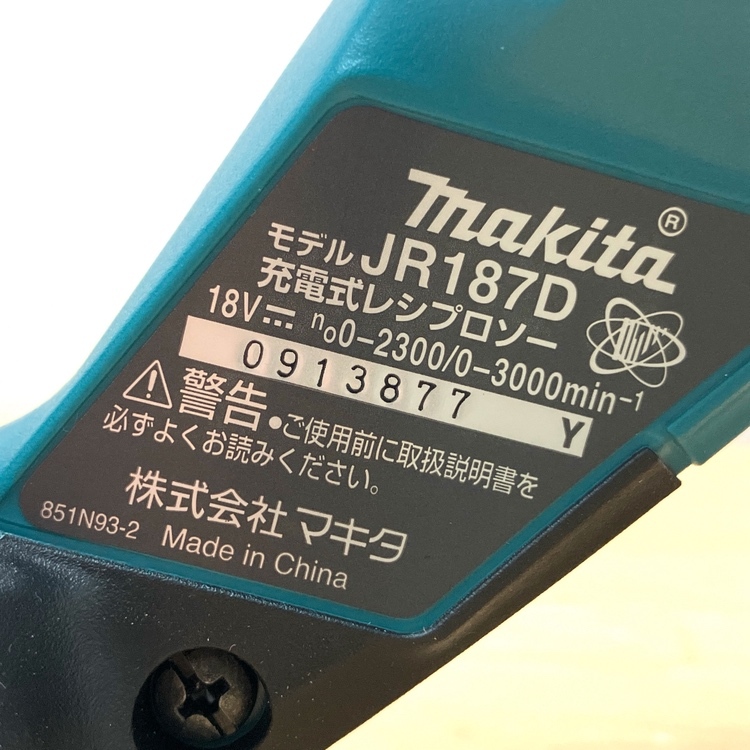 makita®
モデル JR187D
充電式レシプロソー
18V⎓ n₀0-2300/0-3000min⁻¹
0913877 Y
⚠警告 ●ご使用前に取扱説明書を
必ずよくお読みください。
株式会社マキタ
851N93-2 Made in China